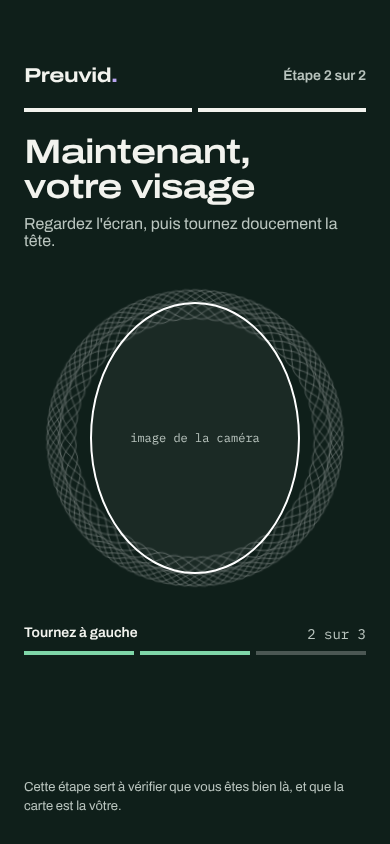 Preuvid.
Étape 2 sur 2
Maintenant,
votre visage
Regardez l'écran, puis tournez doucement la
tête.
image de la caméra
Tournez à gauche
2 sur 3
Cette étape sert à vérifier que vous êtes bien là, et que la
carte est la vôtre.